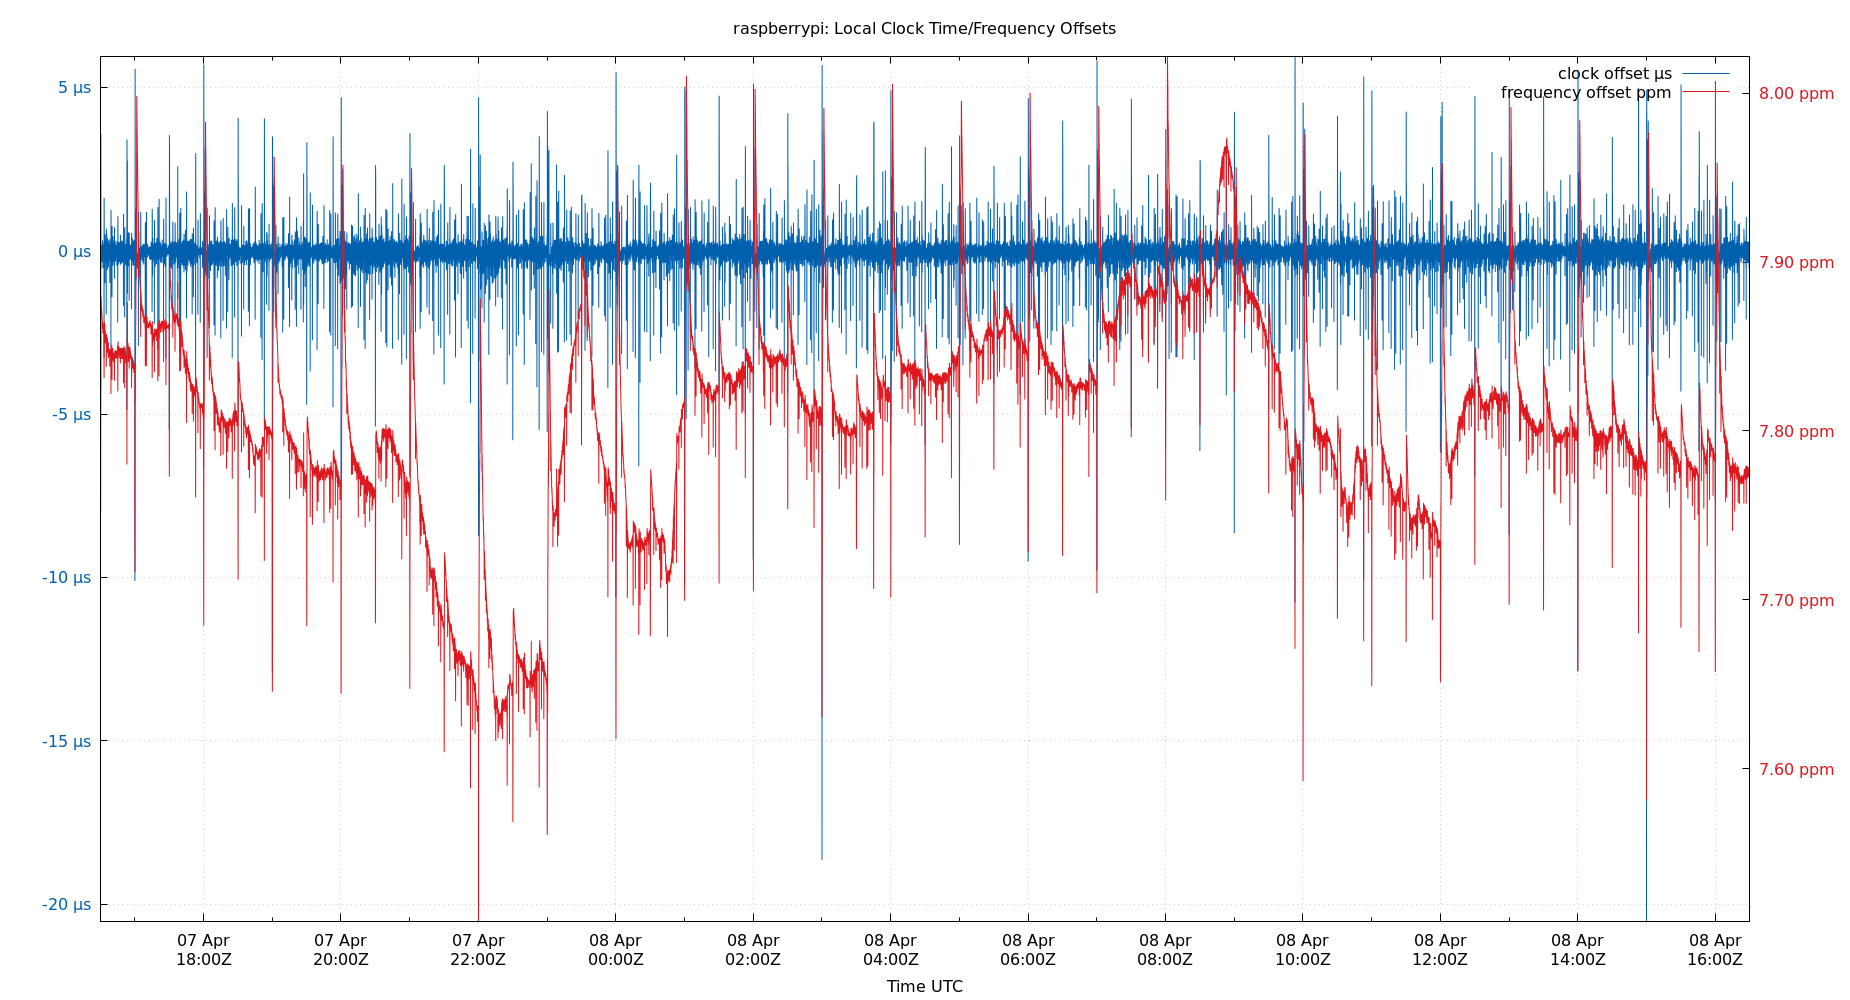 raspberrypi: Local Clock Time/Frequency Offsets
clock offset µs
frequency offset ppm
5 µs
0 µs
-5 µs
-10 µs
-15 µs
-20 µs
8.00 ppm
7.90 ppm
7.80 ppm
7.70 ppm
7.60 ppm
07 Apr 07 Apr 07 Apr 08 Apr 08 Apr 08 Apr 08 Apr 08 Apr 08 Apr 08 Apr 08 Apr 08 Apr
18:00Z 20:00Z 22:00Z 00:00Z 02:00Z 04:00Z 06:00Z 08:00Z 10:00Z 12:00Z 14:00Z 16:00Z
Time UTC